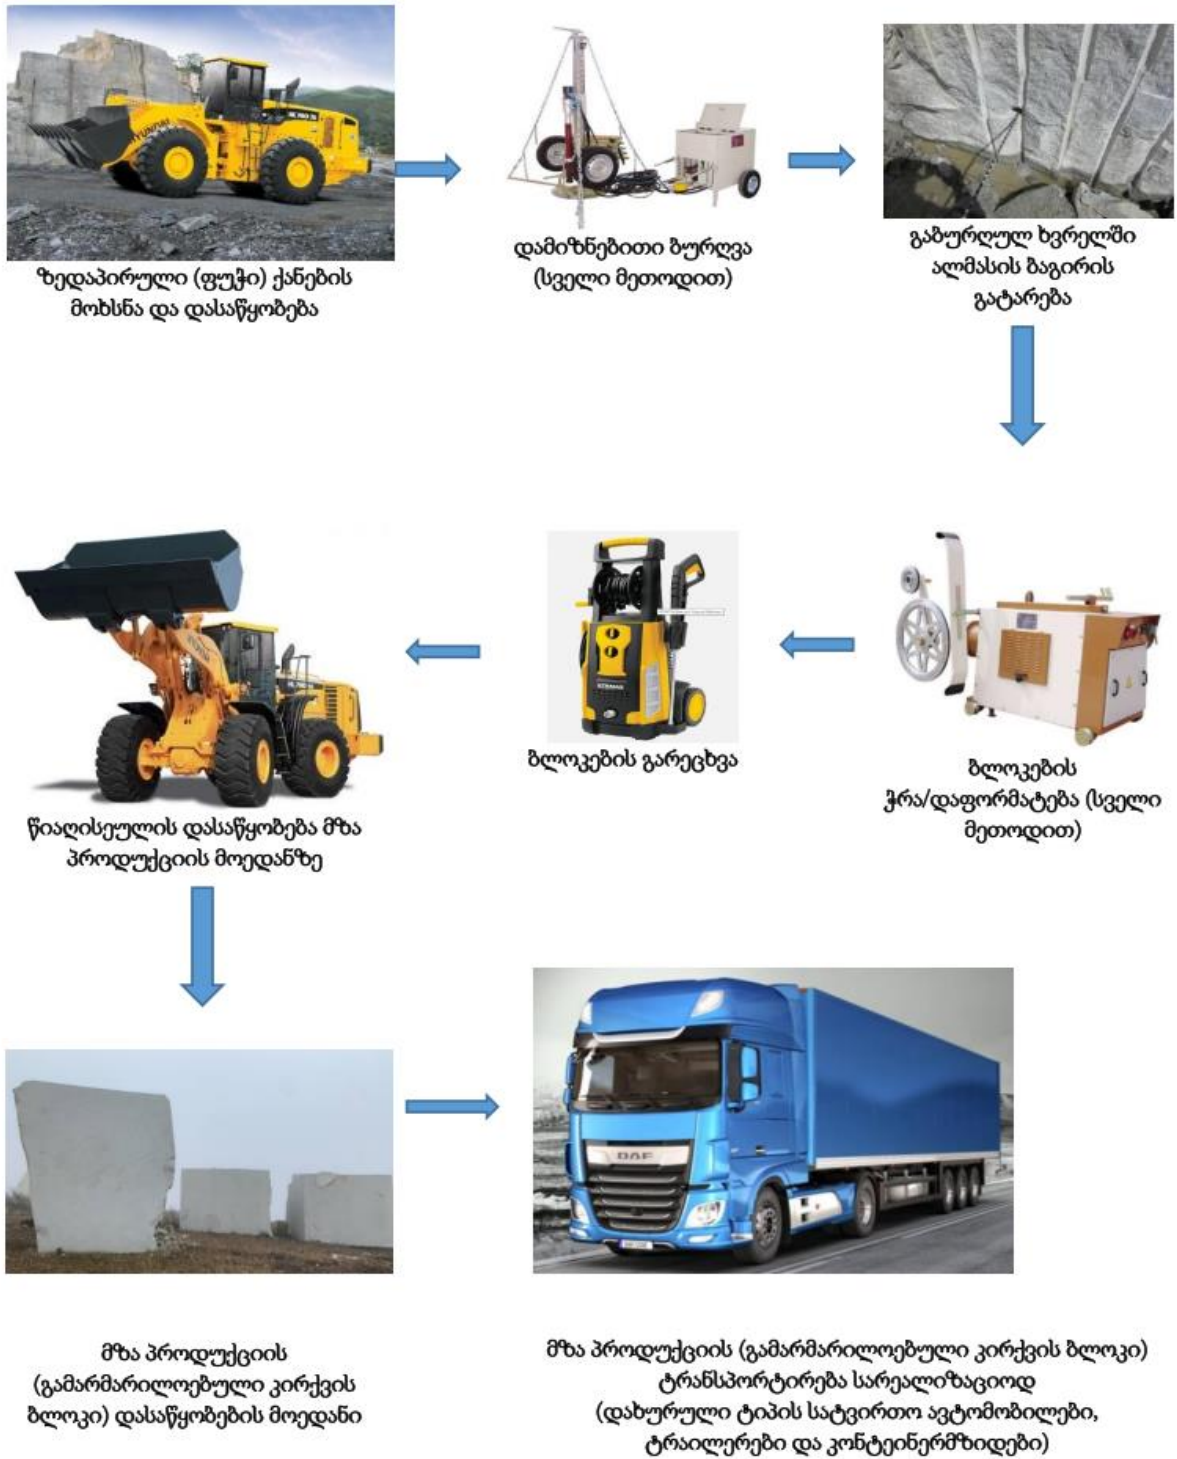 HYUNDAI
ზედაპირული (ფუჭი) ქანების
მოხსნა და დასაწყობება
დამიზნებითი ბურღვა
(სველი მეთოდით)
გაბურღულ ხვრელში
ალმასის ბაგირის
გატარება
ბლოკების
ჭრა/დაფორმატება (სველი
მეთოდით)
ბლოკების გარეცხვა
წიაღისეულის დასაწყობება მზა
პროდუქციის მოედანზე
DAF
მზა პროდუქციის
(გამარმარილოებული კირქვის
ბლოკი) დასაწყობების მოედანი
მზა პროდუქციის (გამარმარილოებული კირქვის ბლოკი)
ტრანსპორტირება სარეალიზაციოდ
(დახურული ტიპის სატვირთო ავტომობილები,
ტრაილერები და კონტეინერმზიდები)